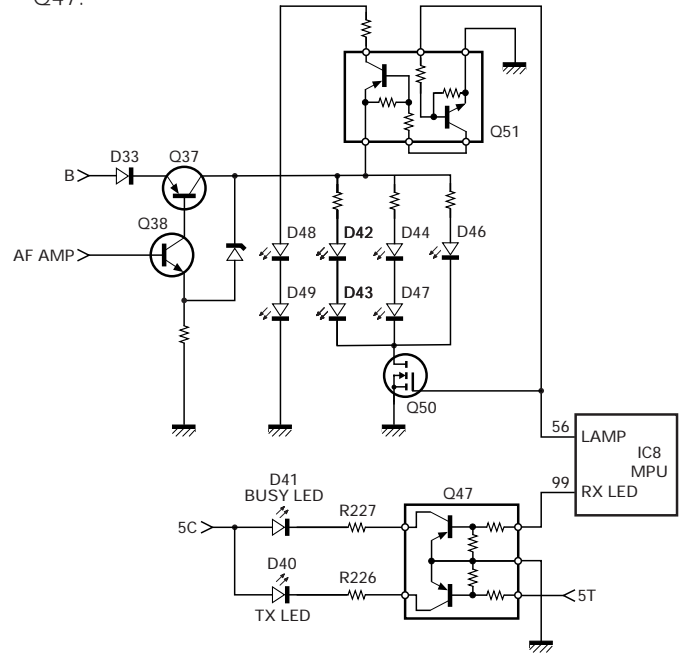 Q47.
Q51
D33
Q37
B
Q38
D48
D42
D44
D46
AF AMP
D49
D43
D47
Q50
56
LAMP
IC8
MPU
99
RX LED
D41
BUSY LED
R227
Q47
5C
D40
R226
TX LED
5T